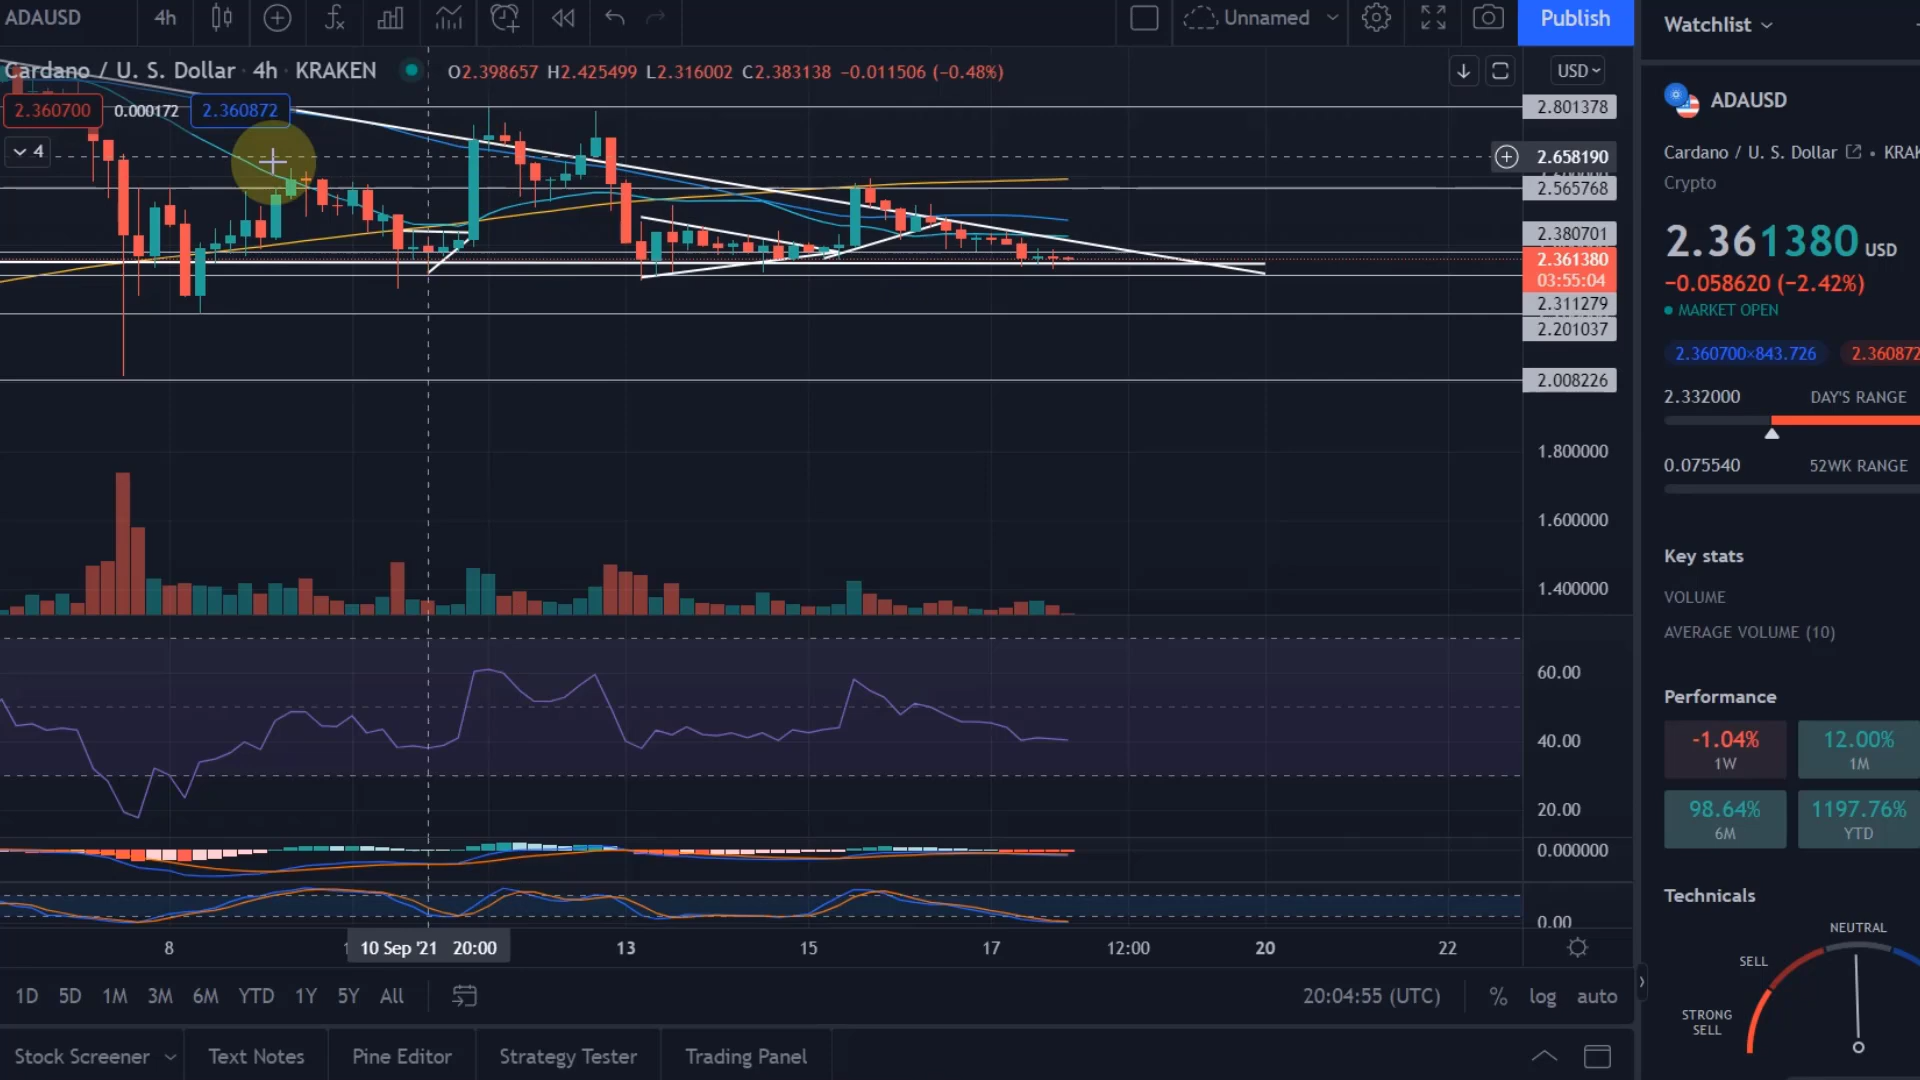 ADAUSD
4h
Unnamed
Publish
Watchlist
Cardano / U. S. Dollar · 4h · KRAKEN
O2.398657 H2.425499 L2.316002 C2.383138 −0.011506 (−0.48%)
USD
2.360700
0.000172
2.360872
4
2.801378
2.658190
2.565768
2.380701
2.361380
03:55:04
2.311279
2.201037
2.008226
1.800000
1.600000
1.400000
60.00
40.00
20.00
0.000000
0.00
8
10 Sep '21 20:00
13
15
17
12:00
20
22
1D 5D 1M 3M 6M YTD 1Y 5Y All
20:04:55 (UTC)
% log auto
Stock Screener
Text Notes
Pine Editor
Strategy Tester
Trading Panel
ADAUSD
Cardano / U. S. Dollar • KRAK
Crypto
2.361380 USD
−0.058620 (−2.42%)
MARKET OPEN
2.360700×843.726
2.360872
2.332000 DAY'S RANGE
0.075540 52WK RANGE
Key stats
VOLUME
AVERAGE VOLUME (10)
Performance
-1.04%
1W
12.00%
1M
98.64%
6M
1197.76%
YTD
Technicals
NEUTRAL
SELL
STRONG
SELL